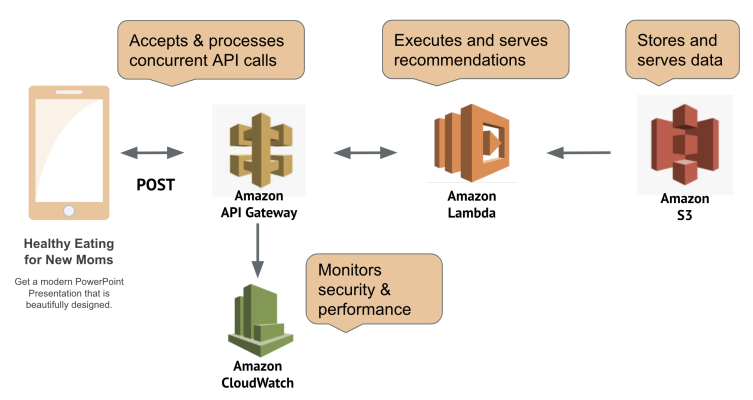 Accepts & processes
concurrent API calls
Executes and serves
recommendations
Stores and
serves data
POST
Amazon
API Gateway
Amazon
Lambda
Amazon
S3
Healthy Eating
for New Moms
Get a modern PowerPoint
Presentation that is
beautifully designed.
Monitors
security &
performance
Amazon
CloudWatch